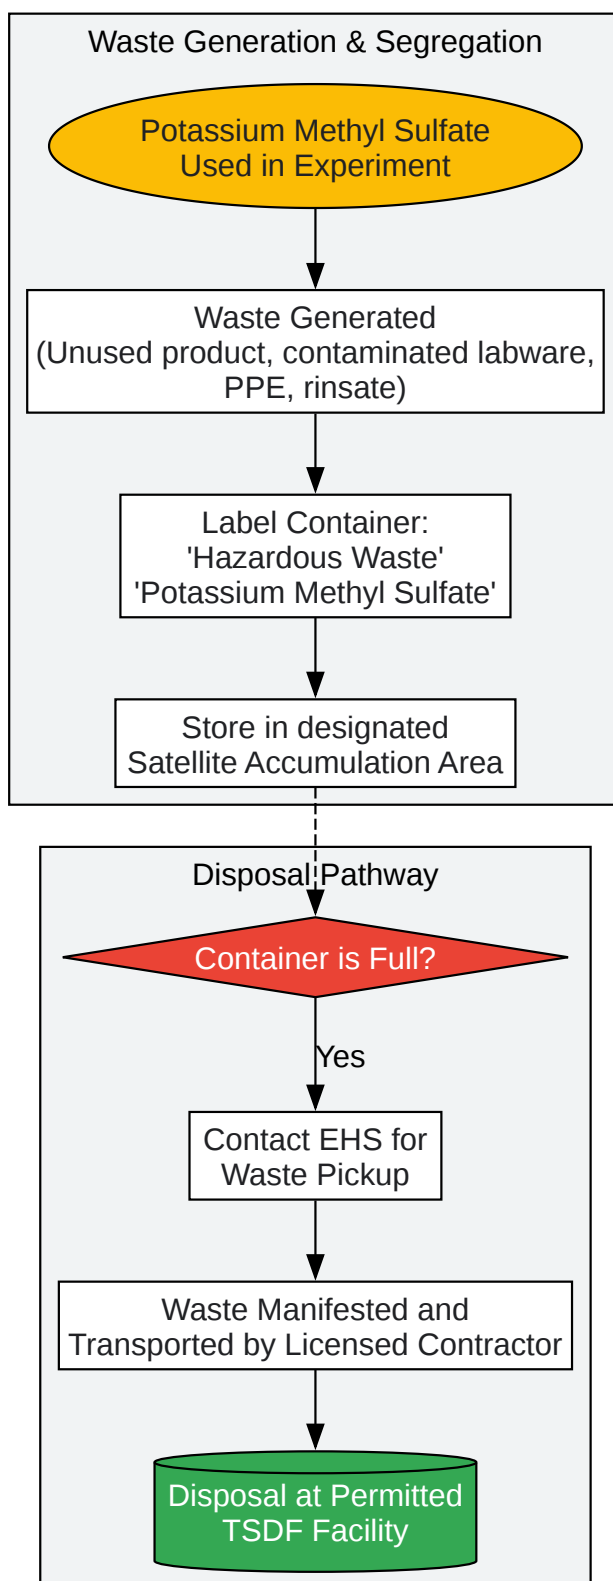 Waste Generation & Segregation
Potassium Methyl Sulfate
Used in Experiment
Waste Generated
(Unused product, contaminated labware,
PPE, rinsate)
Label Container:
'Hazardous Waste'
'Potassium Methyl Sulfate'
Store in designated
Satellite Accumulation Area
Disposal Pathway
Container is Full?
Yes
Contact EHS for
Waste Pickup
Waste Manifested and
Transported by Licensed Contractor
Disposal at Permitted
TSDF Facility